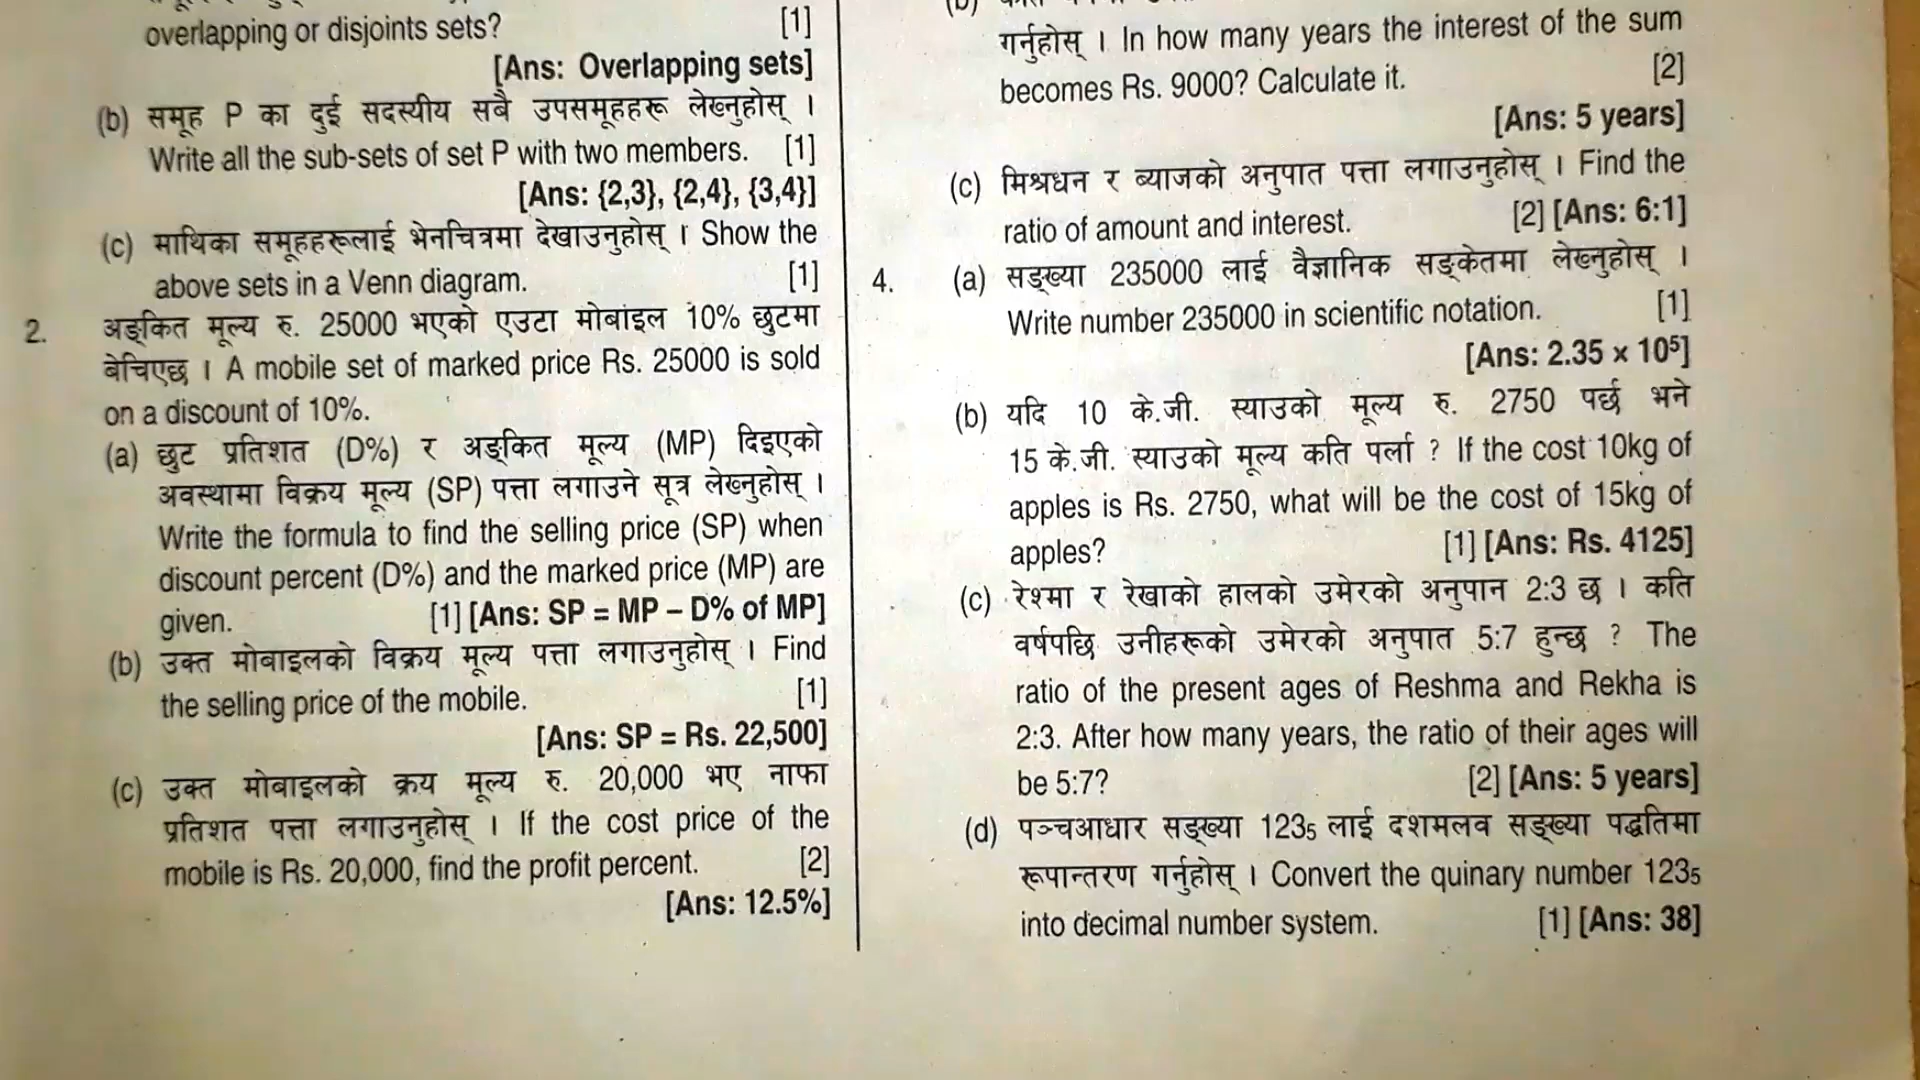 overlapping or disjoints sets? [1]
[Ans: Overlapping sets]
(b) समूह P का दुई सदस्यीय सबै उपसमूहहरू लेख्नुहोस् ।
Write all the sub-sets of set P with two members. [1]
[Ans: {2,3}, {2,4}, {3,4}]
(c) माथिका समूहहरूलाई भेनचित्रमा देखाउनुहोस् । Show the
above sets in a Venn diagram. [1]
2. अङ्कित मूल्य रु. 25000 भएको एउटा मोबाइल 10% छुटमा
बेचिएछ । A mobile set of marked price Rs. 25000 is sold
on a discount of 10%.
(a) छुट प्रतिशत (D%) र अङ्कित मूल्य (MP) दिइएको
अवस्थामा विक्रय मूल्य (SP) पत्ता लगाउने सूत्र लेख्नुहोस् ।
Write the formula to find the selling price (SP) when
discount percent (D%) and the marked price (MP) are
given. [1] [Ans: SP = MP – D% of MP]
(b) उक्त मोबाइलको विक्रय मूल्य पत्ता लगाउनुहोस् । Find
the selling price of the mobile. [1]
[Ans: SP = Rs. 22,500]
(c) उक्त मोबाइलको क्रय मूल्य रु. 20,000 भए नाफा
प्रतिशत पत्ता लगाउनुहोस् । If the cost price of the
mobile is Rs. 20,000, find the profit percent. [2]
[Ans: 12.5%]
(b)
गर्नुहोस् । In how many years the interest of the sum
becomes Rs. 9000? Calculate it. [2]
[Ans: 5 years]
(c) मिश्रधन र ब्याजको अनुपात पत्ता लगाउनुहोस् । Find the
ratio of amount and interest. [2] [Ans: 6:1]
4. (a) सङ्ख्या 235000 लाई वैज्ञानिक सङ्केतमा लेख्नुहोस् ।
Write number 235000 in scientific notation. [1]
[Ans: 2.35 x 10⁵]
(b) यदि 10 के.जी. स्याउको मूल्य रु. 2750 पर्छ भने
15 के.जी. स्याउको मूल्य कति पर्ला ? If the cost 10kg of
apples is Rs. 2750, what will be the cost of 15kg of
apples? [1] [Ans: Rs. 4125]
(c) रेश्मा र रेखाको हालको उमेरको अनुपान 2:3 छ । कति
वर्षपछि उनीहरूको उमेरको अनुपात 5:7 हुन्छ ? The
ratio of the present ages of Reshma and Rekha is
2:3. After how many years, the ratio of their ages will
be 5:7? [2] [Ans: 5 years]
(d) पञ्चआधार सङ्ख्या 123₅ लाई दशमलव सङ्ख्या पद्धतिमा
रूपान्तरण गर्नुहोस् । Convert the quinary number 123₅
into decimal number system. [1] [Ans: 38]